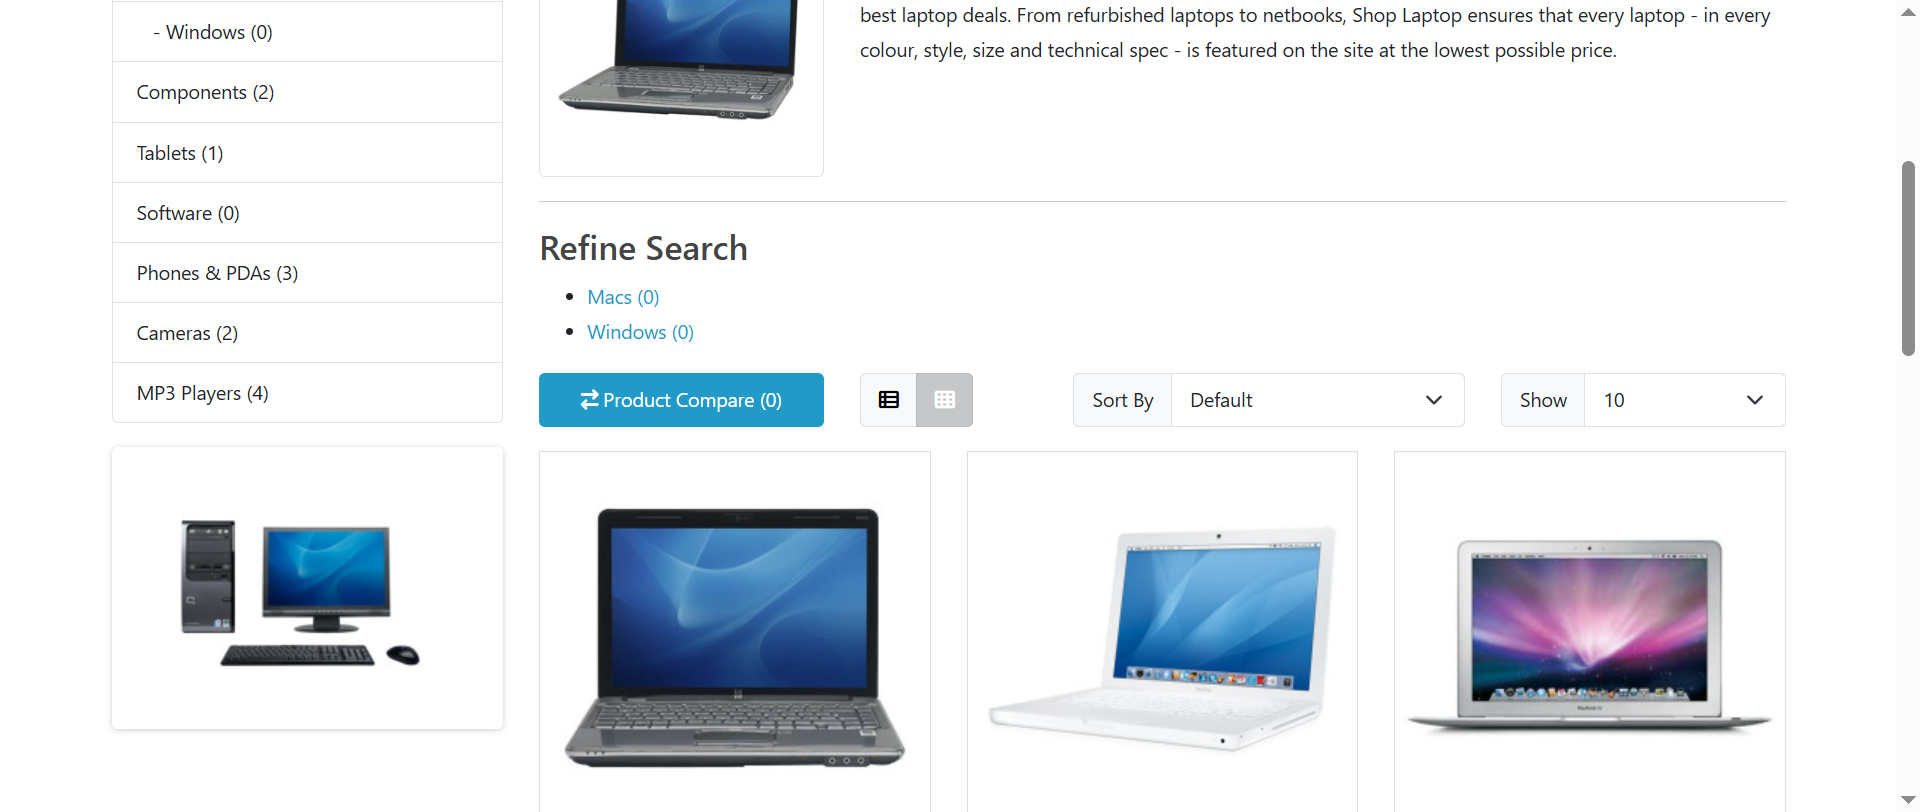 - Windows (0)
Components (2)
Tablets (1)
Software (0)
Phones & PDAs (3)
Cameras (2)
MP3 Players (4)
best laptop deals. From refurbished laptops to netbooks, Shop Laptop ensures that every laptop - in every
colour, style, size and technical spec - is featured on the site at the lowest possible price.
Refine Search
Macs (0)
Windows (0)
Product Compare (0)
Sort By Default
Show 10